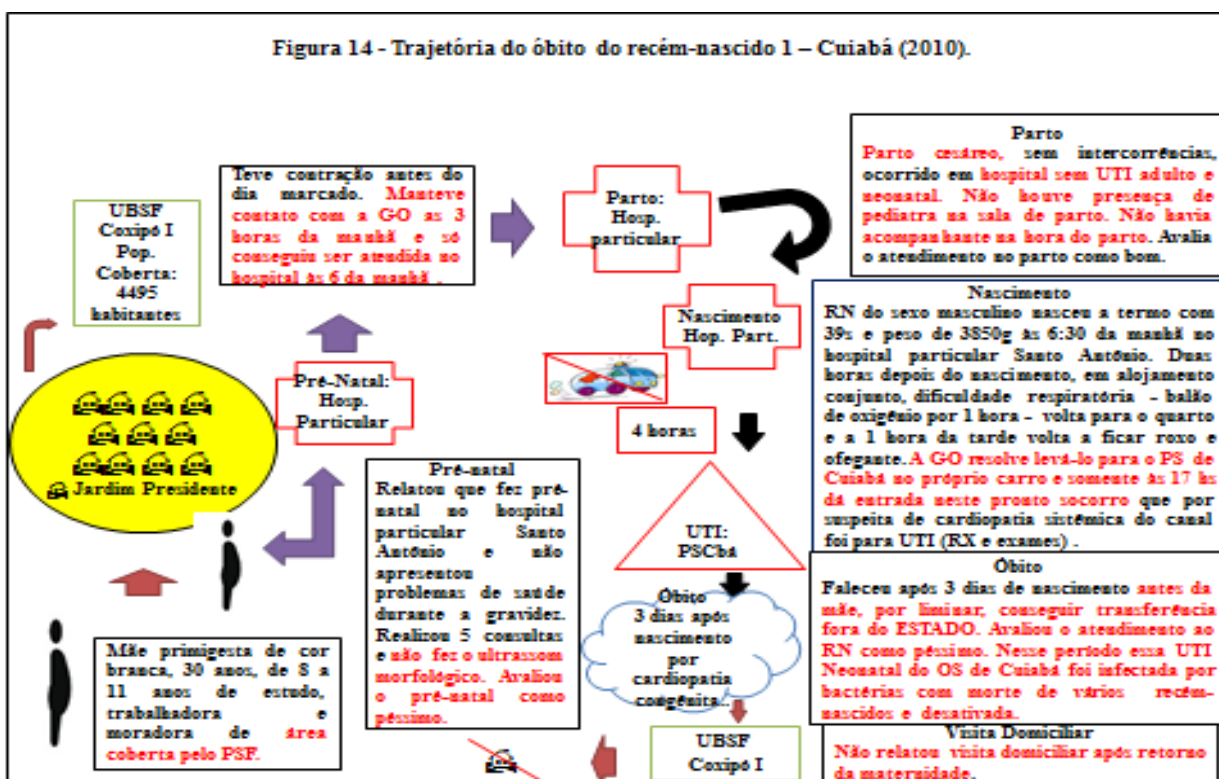 Figura 14 - Trajetória do óbito do recém-nascido 1 – Cuiabá (2010).
UBSF
Coxipó I
Pop.
Coberta:
4495
habitantes
Teve contração antes do
dia marcado. Manteve
contato com a GO as 3
horas da manhã e só
conseguiu ser atendida no
hospital às 6 da manhã .
Parto:
Hosp.
particular
Parto
Parto cesáreo, sem intercorrências,
ocorrido em hospital sem UTI adulto e
neonatal. Não houve presença de
pediatra na sala de parto. Não havia
acompanhante na hora do parto. Avalia
o atendimento no parto como bom.
Jardim Presidente
Pré-Natal:
Hosp.
Particular
Nascimento
Hop. Part.
4 horas
Nascimento
RN do sexo masculino nasceu a termo com
39s e peso de 3850g às 6:30 da manhã no
hospital particular Santo Antônio. Duas
horas depois do nascimento, em alojamento
conjunto, dificuldade respiratória - balão
de oxigênio por 1 hora - volta para o quarto
e a 1 hora da tarde volta a ficar roxo e
ofegante. A GO resolve levá-lo para o PS de
Cuiabá no próprio carro e somente às 17 hs
dá entrada neste pronto socorro que por
suspeita de cardiopatia sistêmica do canal
foi para UTI (RX e exames) .
Mãe primigesta de cor
branca, 30 anos, de 8 a
11 anos de estudo,
trabalhadora e
moradora de área
coberta pelo PSF.
Pré-natal
Relatou que fez pré-
natal no hospital
particular Santo
Antônio e não
apresentou
problemas de saúde
durante a gravidez.
Realizou 5 consultas
e não fez o ultrassom
morfológico. Avaliou
o pré-natal como
péssimo.
UTI:
PSCbá
Óbito
3 dias após
nascimento
por
cardiopatia
congênita..
Óbito
Faleceu após 3 dias de nascimento antes da
mãe, por liminar, conseguir transferência
fora do ESTADO. Avaliou o atendimento ao
RN como péssimo. Nesse período essa UTI
Neonatal do OS de Cuiabá foi infectada por
bactérias com morte de vários recém-
nascidos e desativada.
UBSF
Coxipó I
Visita Domiciliar
Não relatou visita domiciliar após retorno
da maternidade.